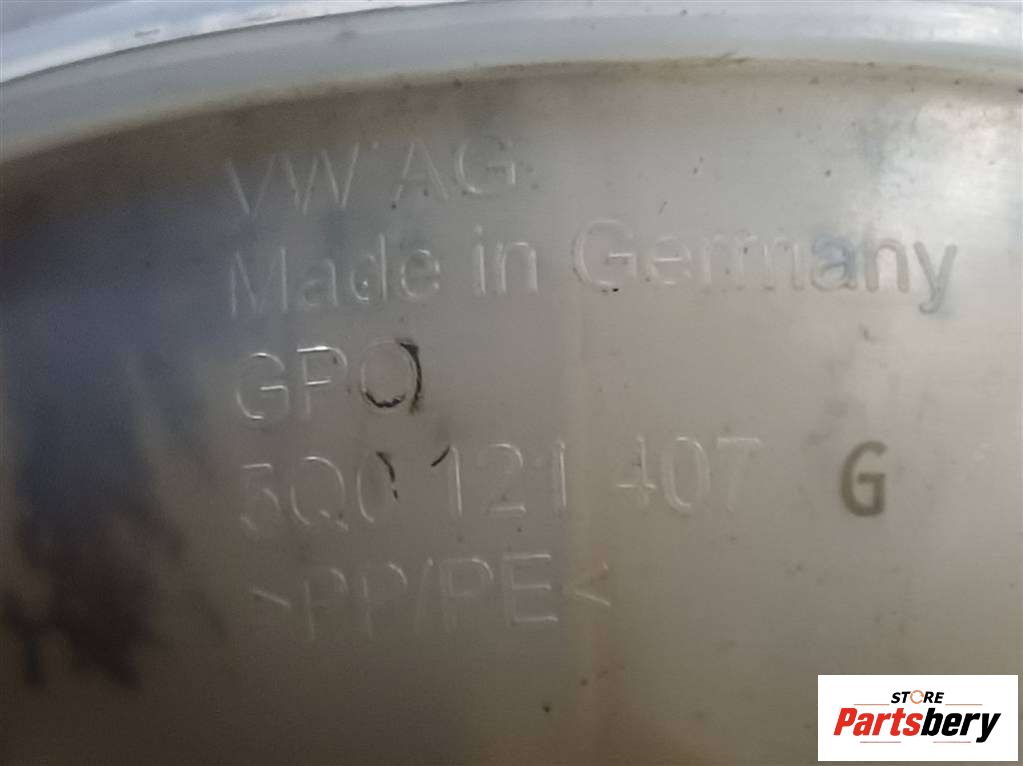 VW AG
Made in Germany
GPO
5Q0 121 407 G
>PP/PE<
STORE
Partsbery